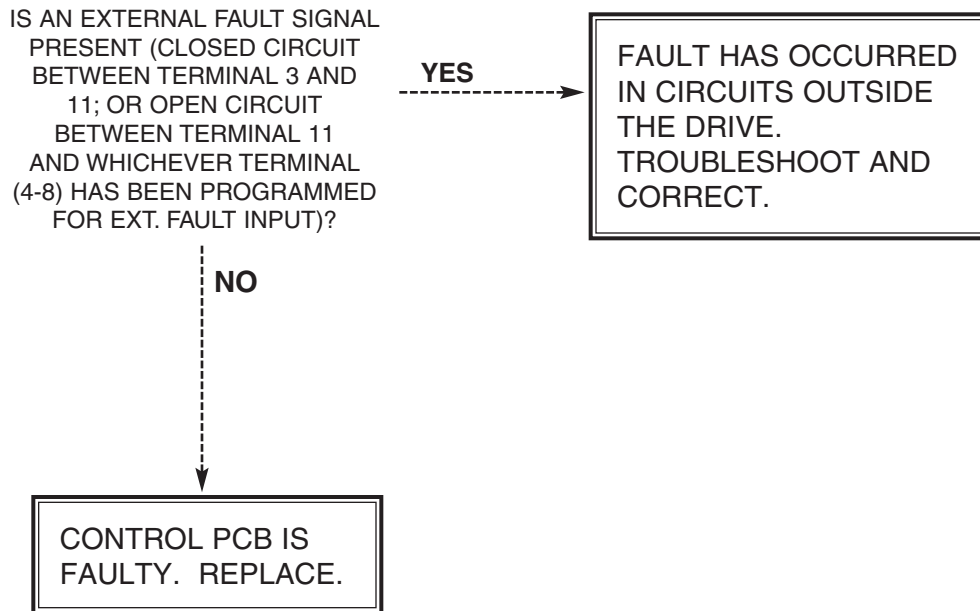 IS AN EXTERNAL FAULT SIGNAL
PRESENT (CLOSED CIRCUIT
BETWEEN TERMINAL 3 AND
11; OR OPEN CIRCUIT
BETWEEN TERMINAL 11
AND WHICHEVER TERMINAL
(4-8) HAS BEEN PROGRAMMED
FOR EXT. FAULT INPUT)?
YES
FAULT HAS OCCURRED
IN CIRCUITS OUTSIDE
THE DRIVE.
TROUBLESHOOT AND
CORRECT.
NO
CONTROL PCB IS
FAULTY. REPLACE.